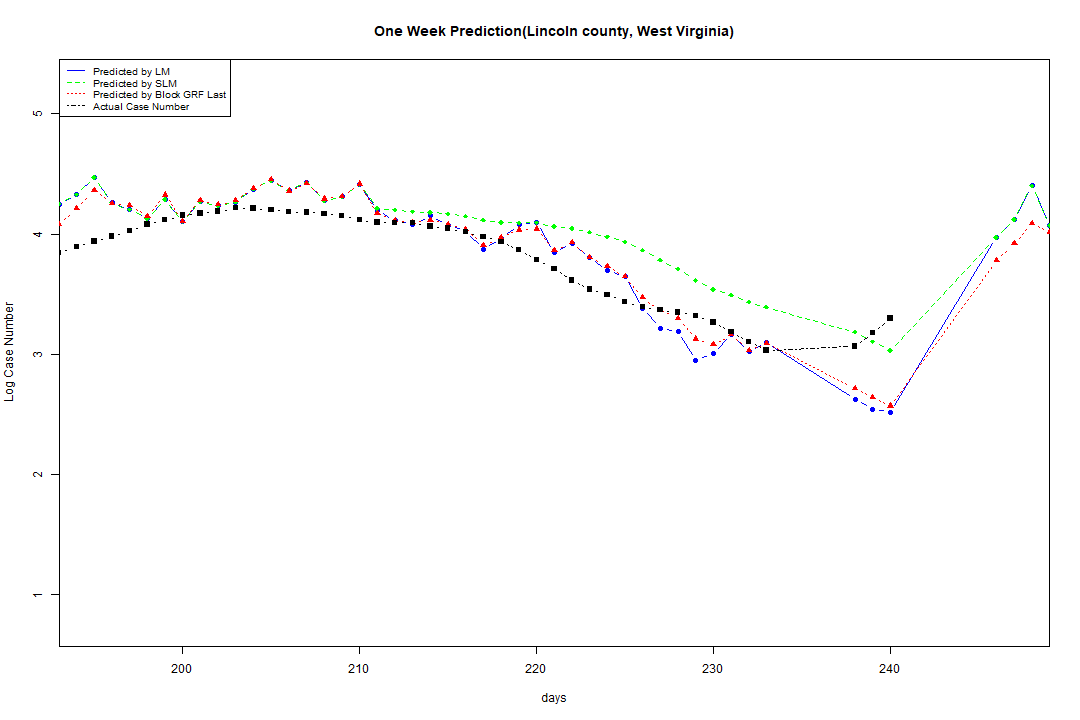 One Week Prediction(Lincoln county, West Virginia)
Predicted by LM
Predicted by SLM
Predicted by Block GRF Last
Actual Case Number
5
4
3
2
1
Log Case Number
200 210 220 230 240
days